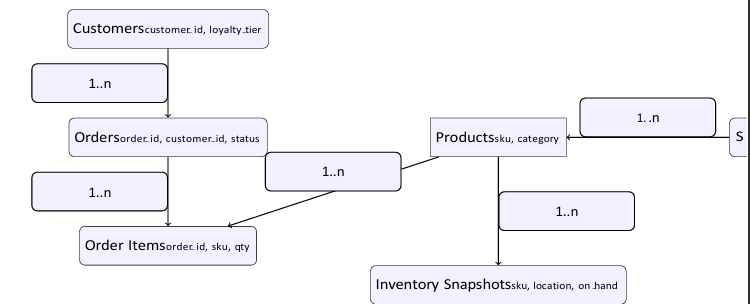 Customers customer_id, loyalty_tier
1..n
1..n
Orders order_id, customer_id, status
Products sku, category
S
1..n
1..n
1..n
Order Items order_id, sku, qty
Inventory Snapshots sku, location, on_hand